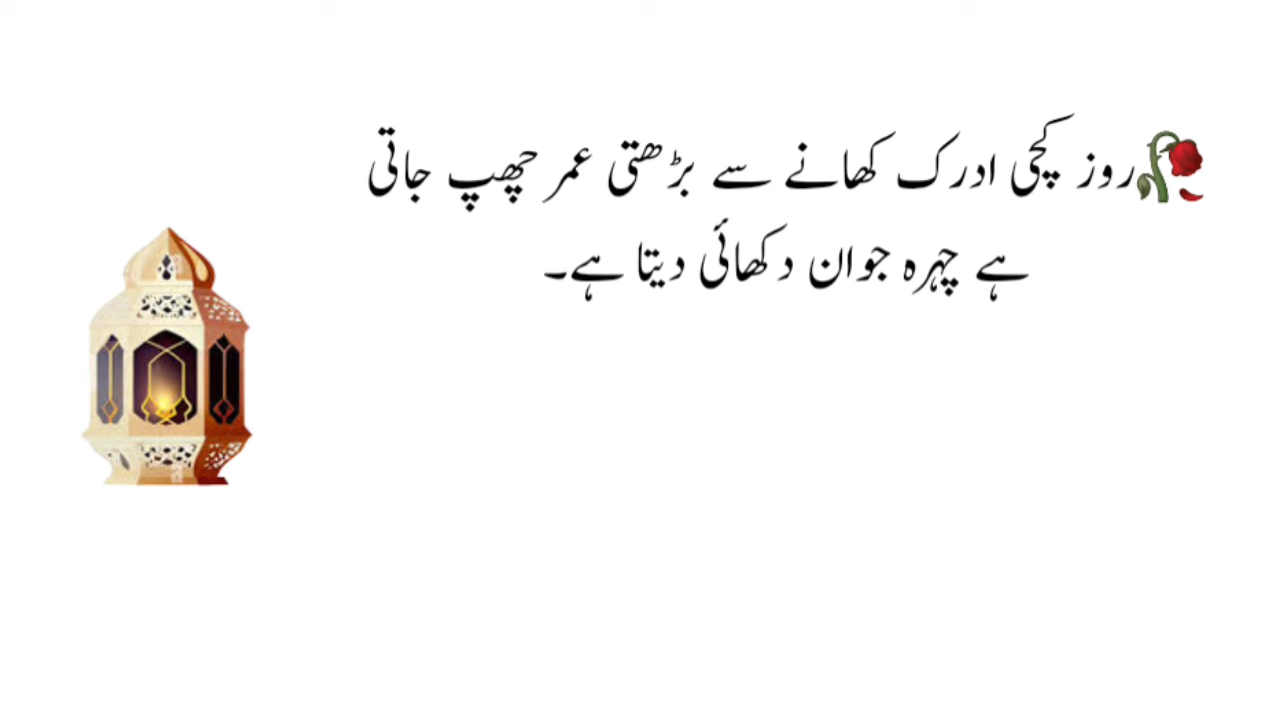 🥀روز کچی ادرک کھانے سے بڑھتی عمر چھپ جاتی
ہے چہرہ جوان دکھائی دیتا ہے۔